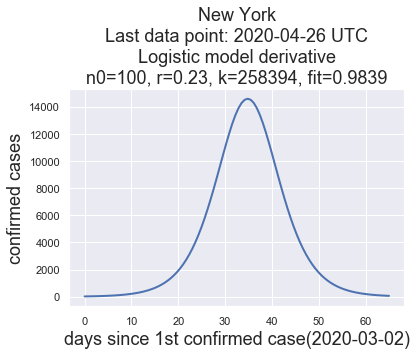 New York
Last data point: 2020-04-26 UTC
Logistic model derivative
n0=100, r=0.23, k=258394, fit=0.9839
confirmed cases
14000
12000
10000
8000
6000
4000
2000
0
0 10 20 30 40 50 60
days since 1st confirmed case(2020-03-02)